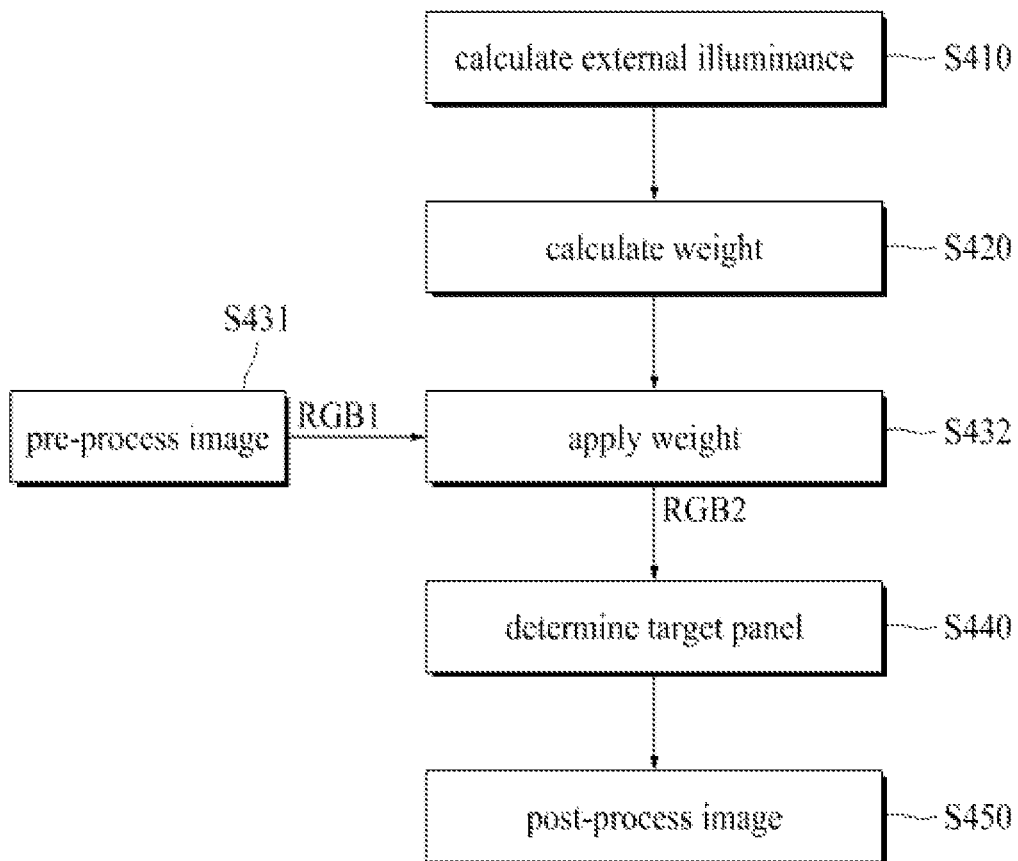 calculate external illuminance
S410
calculate weight
S420
S431
pre-process image
RGB1
apply weight
S432
RGB2
determine target panel
S440
post-process image
S450